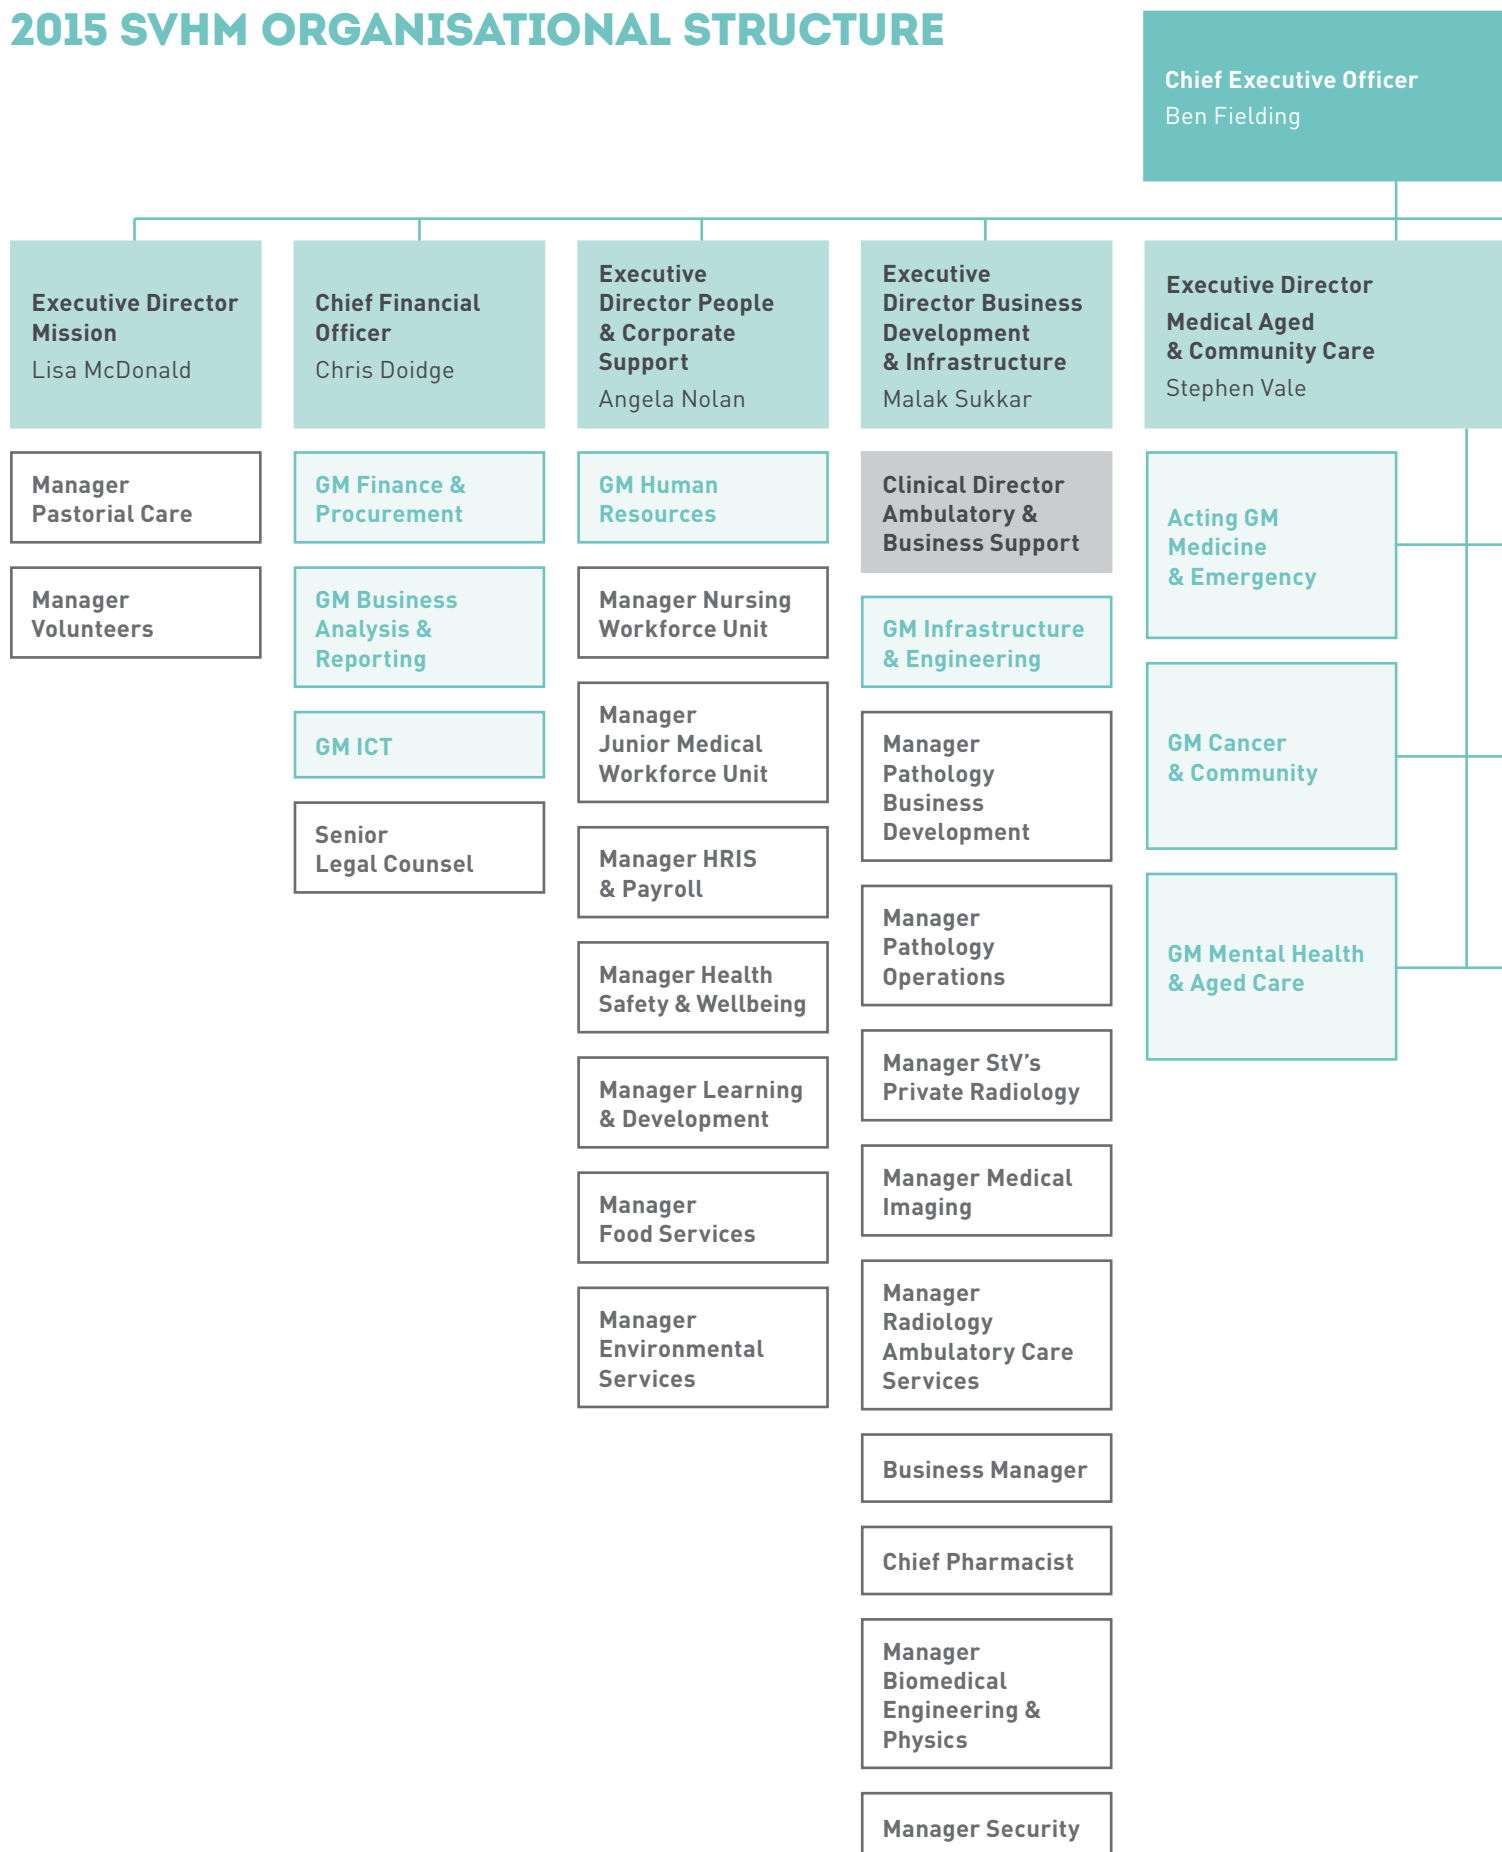 2015 SVHM ORGANISATIONAL STRUCTURE
Chief Executive Officer
Ben Fielding
Executive Director
Mission
Lisa McDonald
Manager
Pastorial Care
Manager
Volunteers
Chief Financial
Officer
Chris Doidge
GM Finance &
Procurement
GM Business
Analysis &
Reporting
GM ICT
Senior
Legal Counsel
Executive
Director People
& Corporate
Support
Angela Nolan
GM Human
Resources
Manager Nursing
Workforce Unit
Manager
Junior Medical
Workforce Unit
Manager HRIS
& Payroll
Manager Health
Safety & Wellbeing
Manager Learning
& Development
Manager
Food Services
Manager
Environmental
Services
Executive
Director Business
Development
& Infrastructure
Malak Sukkar
Clinical Director
Ambulatory &
Business Support
GM Infrastructure
& Engineering
Manager
Pathology
Business
Development
Manager
Pathology
Operations
Manager StV’s
Private Radiology
Manager Medical
Imaging
Manager
Radiology
Ambulatory Care
Services
Business Manager
Chief Pharmacist
Manager
Biomedical
Engineering &
Physics
Manager Security
Executive Director
Medical Aged
& Community Care
Stephen Vale
Acting GM
Medicine
& Emergency
GM Cancer
& Community
GM Mental Health
& Aged Care